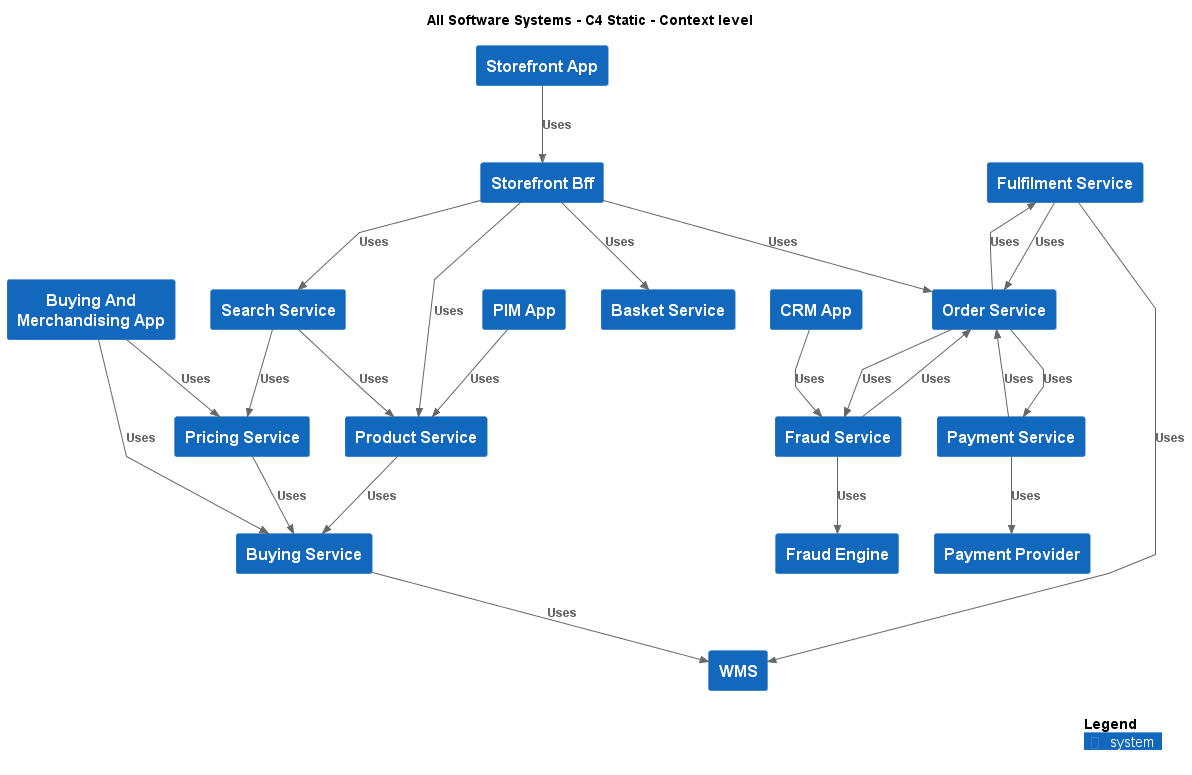 All Software Systems - C4 Static - Context level
Storefront App
Uses
Storefront Bff
Fulfilment Service
Uses
Uses
Uses
Uses
Uses
Buying And
Merchandising App
Search Service
Uses
PIM App
Basket Service
CRM App
Order Service
Uses
Uses
Uses
Uses
Uses
Uses
Uses
Uses
Uses
Pricing Service
Product Service
Fraud Service
Payment Service
Uses
Uses
Uses
Uses
Uses
Uses
Buying Service
Fraud Engine
Payment Provider
Uses
WMS
Legend
system